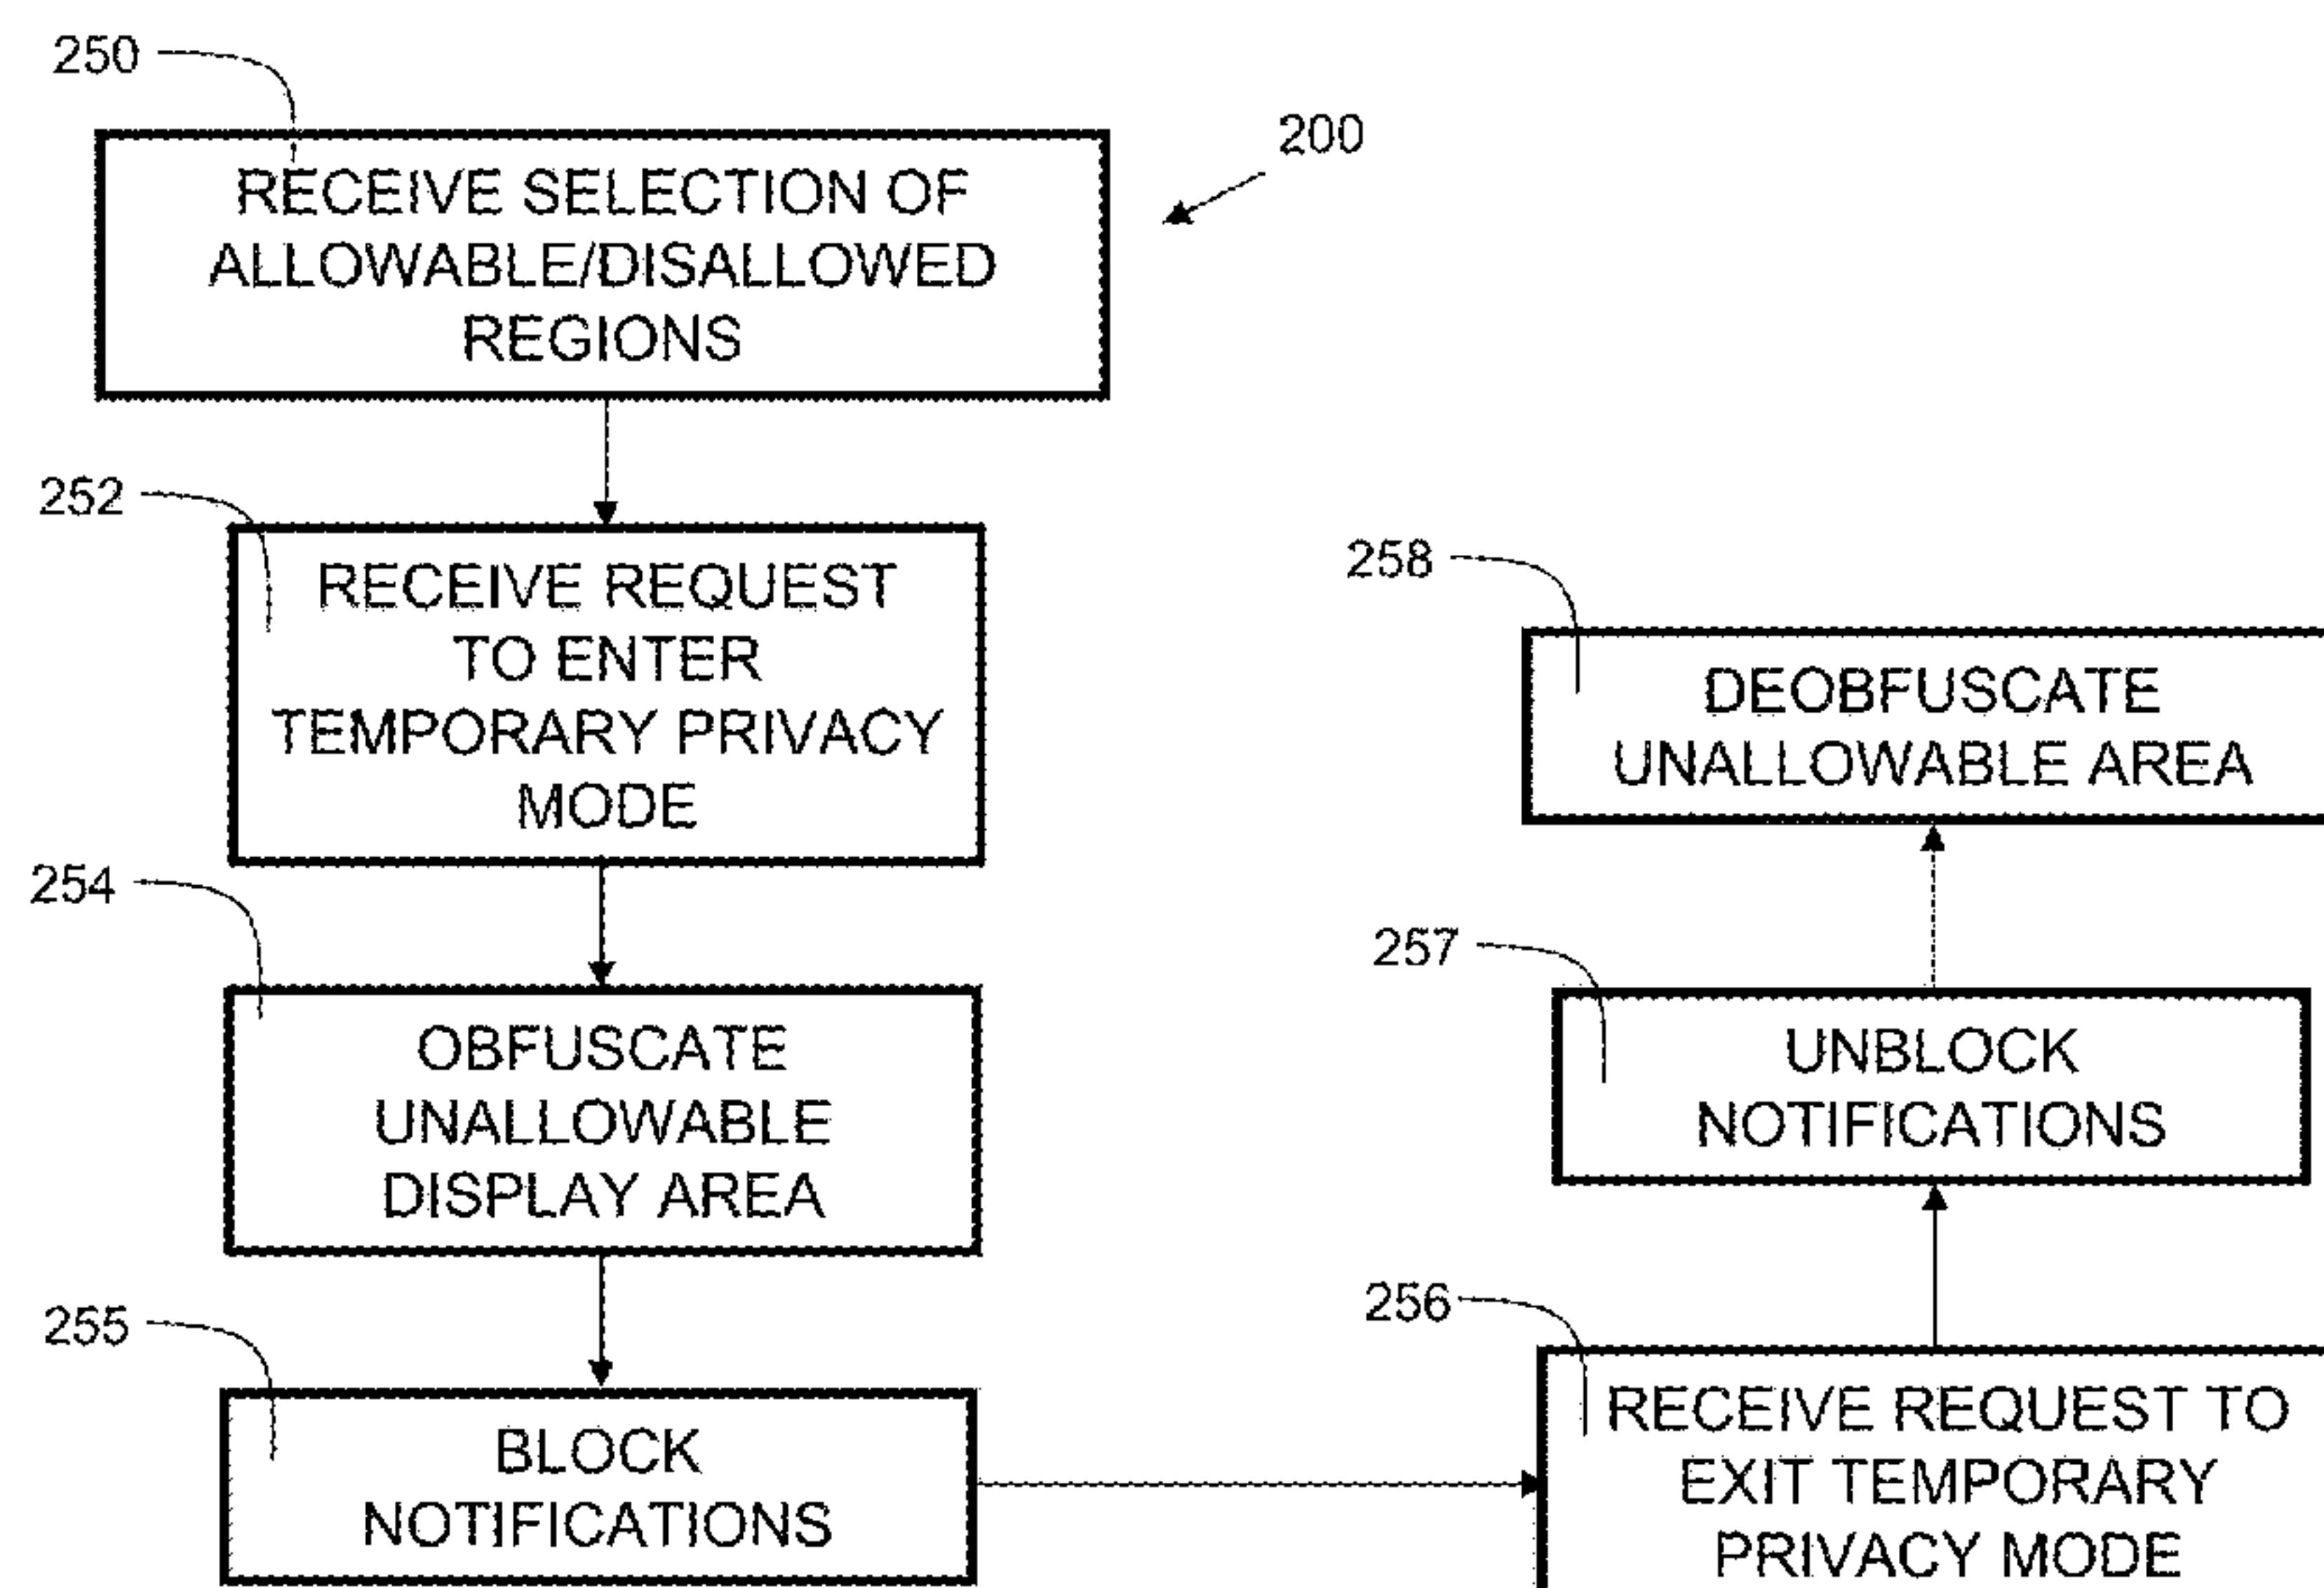 250
200
RECEIVE SELECTION OF
ALLOWABLE/DISALLOWED
REGIONS
252
RECEIVE REQUEST
TO ENTER
TEMPORARY PRIVACY
MODE
254
OBFUSCATE
UNALLOWABLE
DISPLAY AREA
255
BLOCK
NOTIFICATIONS
256
RECEIVE REQUEST TO
EXIT TEMPORARY
PRIVACY MODE
257
UNBLOCK
NOTIFICATIONS
258
DEOBFUSCATE
UNALLOWABLE AREA